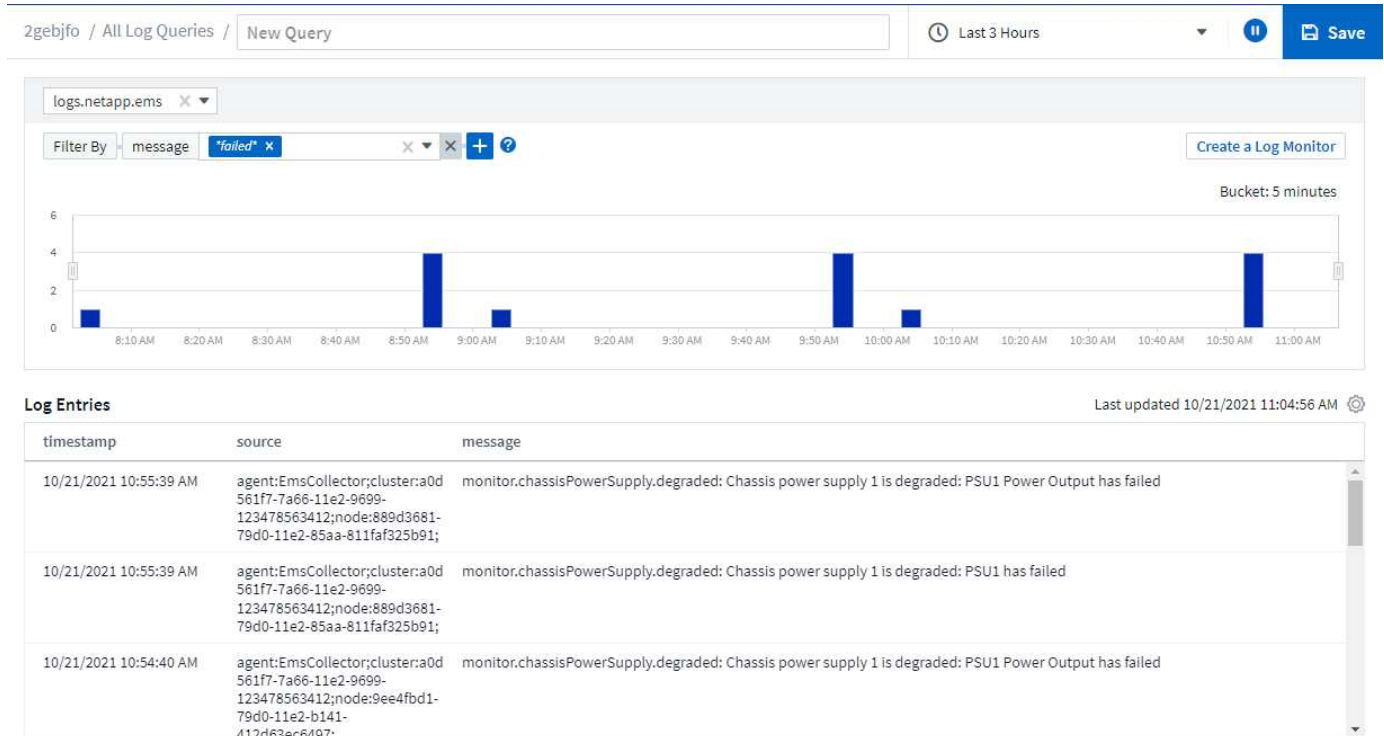 2gebjfo / All Log Queries / New Query
Last 3 Hours
Save
logs.netapp.ems
Filter By message *failed*
Create a Log Monitor
Bucket: 5 minutes
6
4
2
0
8:10 AM 8:20 AM 8:30 AM 8:40 AM 8:50 AM 9:00 AM 9:10 AM 9:20 AM 9:30 AM 9:40 AM 9:50 AM 10:00 AM 10:10 AM 10:20 AM 10:30 AM 10:40 AM 10:50 AM 11:00 AM
Log Entries
Last updated 10/21/2021 11:04:56 AM
timestamp source message
10/21/2021 10:55:39 AM agent:EmsCollector;cluster:a0d monitor.chassisPowerSupply.degraded: Chassis power supply 1 is degraded: PSU1 Power Output has failed
561f7-7a66-11e2-9699-
123478563412;node:889d3681-
79d0-11e2-85aa-811faf325b91;
10/21/2021 10:55:39 AM agent:EmsCollector;cluster:a0d monitor.chassisPowerSupply.degraded: Chassis power supply 1 is degraded: PSU1 has failed
561f7-7a66-11e2-9699-
123478563412;node:889d3681-
79d0-11e2-85aa-811faf325b91;
10/21/2021 10:54:40 AM agent:EmsCollector;cluster:a0d monitor.chassisPowerSupply.degraded: Chassis power supply 1 is degraded: PSU1 Power Output has failed
561f7-7a66-11e2-9699-
123478563412;node:9ee4fbd1-
79d0-11e2-b141-
412d63ec6497;